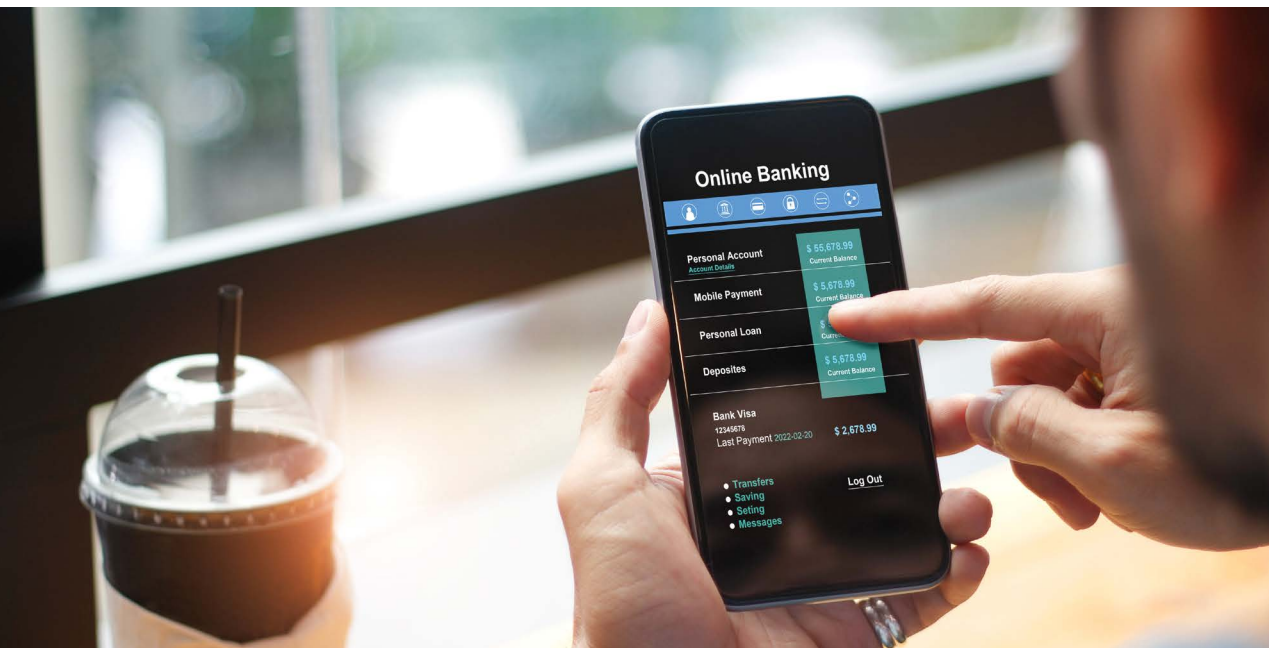 Online Banking
Personal Account
Account Details
$ 55,678.99
Current Balance
Mobile Payment
$ 5,678.99
Current Balance
Personal Loan
$
Deposites
$ 5,678.99
Current Balance
Bank Visa
12345678
Last Payment 2022-02-20
$ 2,678.99
Transfers
Saving
Seting
Messages
Log Out